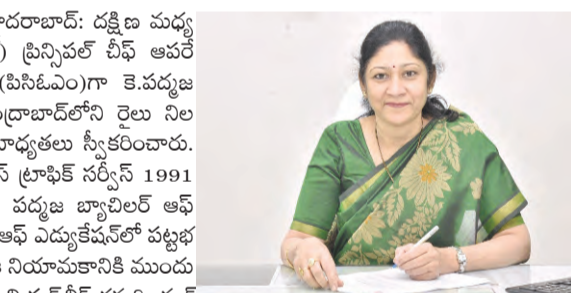 దరాబాద్: దక్షిణ మధ్య
) ప్రిన్సిపల్ చీఫ్ ఆపరే
(పిసిఓఎం)గా కె.పద్మజ
ంద్రాబాద్‌లోని రైలు నిల
ాధ్యతలు స్వీకరించారు.
స్ ట్రాఫిక్ సర్వీస్ 1991
పద్మజ బ్యాచిలర్ ఆఫ్
ఆఫ్ ఎడ్యుకేషన్‌లో పట్టభ
నియామకానికి ముందు